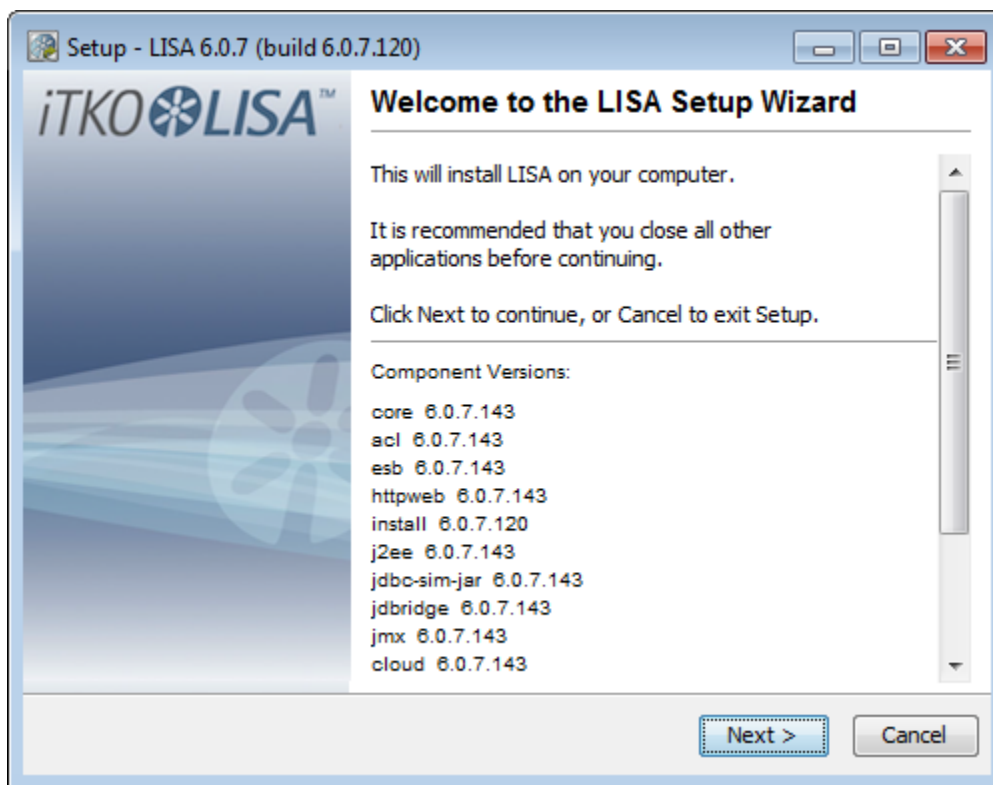 Setup - LISA 6.0.7 (build 6.0.7.120)
iTKO LISA™
Welcome to the LISA Setup Wizard
This will install LISA on your computer.
It is recommended that you close all other
applications before continuing.
Click Next to continue, or Cancel to exit Setup.
Component Versions:
core 6.0.7.143
acl 6.0.7.143
esb 6.0.7.143
httpweb 6.0.7.143
install 6.0.7.120
j2ee 6.0.7.143
jdbc-sim-jar 6.0.7.143
jdbridge 6.0.7.143
jmx 6.0.7.143
cloud 6.0.7.143
Next >
Cancel